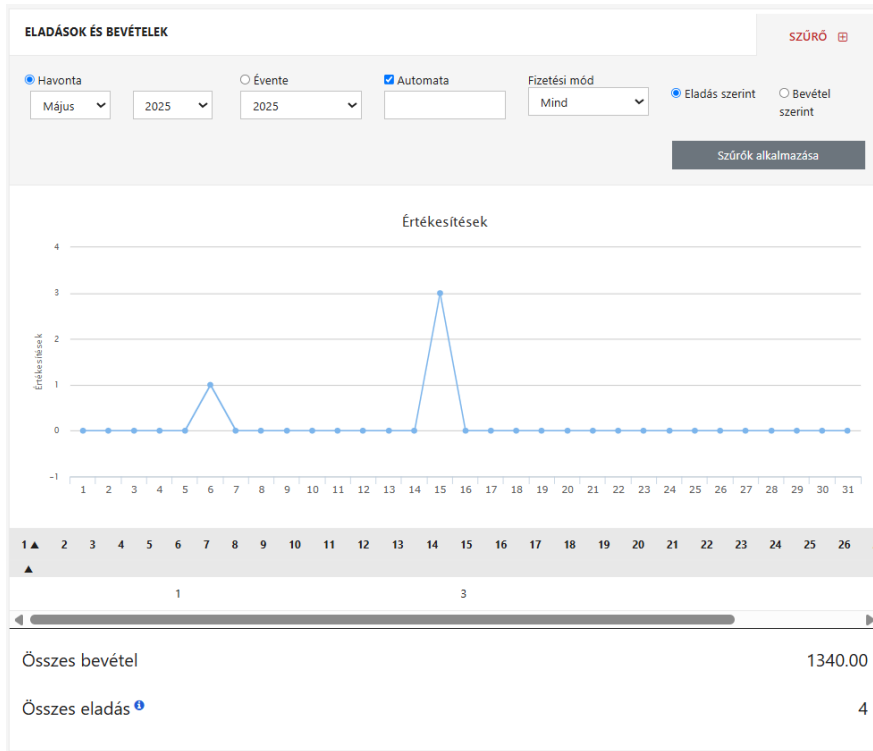 ELADÁSOK ÉS BEVÉTELEK
SZŰRŐ
Havonta
Évente
Automata
Fizetési mód
Május
2025
2025
Mind
Eladás szerint
Bevétel szerint
Szűrők alkalmazása
Értékesítések
Értékesítések
4
3
2
1
0
-1
1 2 3 4 5 6 7 8 9 10 11 12 13 14 15 16 17 18 19 20 21 22 23 24 25 26 27 28 29 30 31
1▲ 2 3 4 5 6 7 8 9 10 11 12 13 14 15 16 17 18 19 20 21 22 23 24 25 26
▲
1 3
Összes bevétel 1340.00
Összes eladás 4